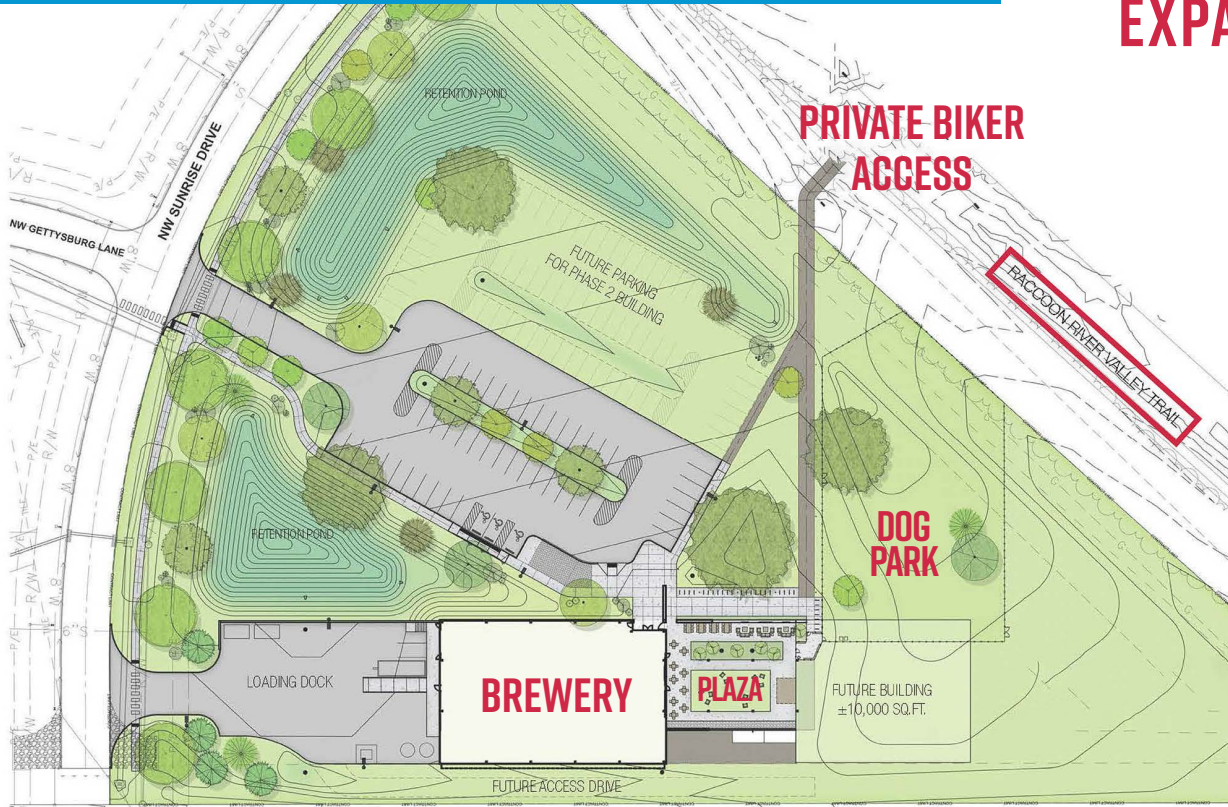 EXPA
RETENTION POND
PRIVATE BIKER
ACCESS
NW SUNRISE DRIVE
NW GETTYSBURG LANE
FUTURE PARKING
FOR PHASE 2 BUILDING
RACCOON RIVER VALLEY TRAIL
DOG
PARK
RETENTION POND
LOADING DOCK
BREWERY
PLAZA
FUTURE BUILDING
±10,000 SQ.FT.
FUTURE ACCESS DRIVE